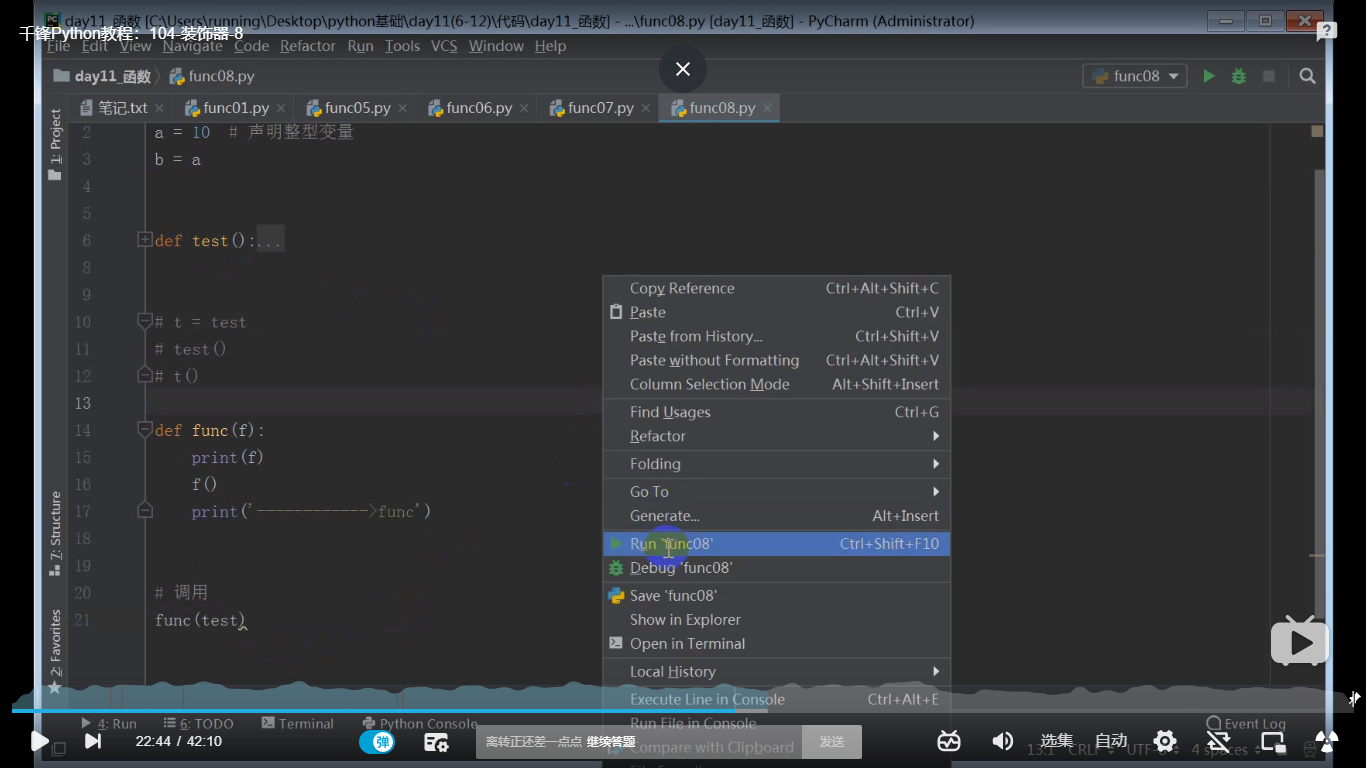 day11_函数 [C:\Users\running\Desktop\python基础\day11(6-12)\代码\day11_函数] - ...\func08.py [day11_函数] - PyCharm (Administrator)
千锋Python教程：104-装饰器-8
File Edit View Navigate Code Refactor Run Tools VCS Window Help
day11_函数 func08.py func08
笔记.txt func01.py func05.py func06.py func07.py func08.py
1: Project
7: Structure
2: Favorites
2 a = 10 # 声明整型变量
3 b = a
4
5
6 def test():...
8
9
10 # t = test
11 # test()
12 # t()
13
14 def func(f):
15 print(f)
16 f()
17 print('------------>func')
18
19
20 # 调用
21 func(test)
Copy Reference Ctrl+Alt+Shift+C
Paste Ctrl+V
Paste from History... Ctrl+Shift+V
Paste without Formatting Ctrl+Alt+Shift+V
Column Selection Mode Alt+Shift+Insert
Find Usages Ctrl+G
Refactor
Folding
Go To
Generate... Alt+Insert
Run 'func08' Ctrl+Shift+F10
Debug 'func08'
Save 'func08'
Show in Explorer
Open in Terminal
Local History
Execute Line in Console Ctrl+Alt+E
Run File in Console
Compare with Clipboard
4: Run 6: TODO Terminal Python Console Event Log
22:44 / 42:10 弹 离转正还差一点点 继续答题 发送 选集 自动
13:1 CRLF UTF-8 4 spaces